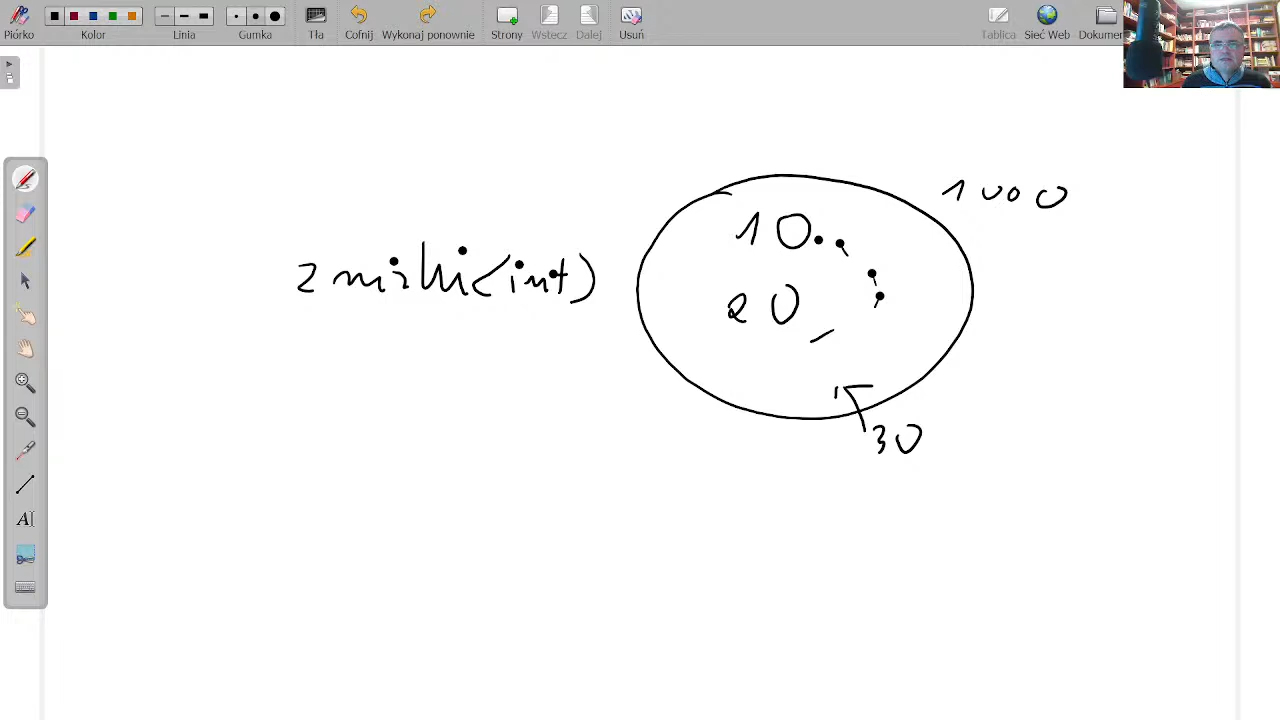 Piórko
Kolor
Linia
Gumka
Tła
Cofnij
Wykonaj ponownie
Strony
Wstecz
Dalej
Usuń
Tablica
Sieć Web
Dokumen
1000
10
20
(int)
30